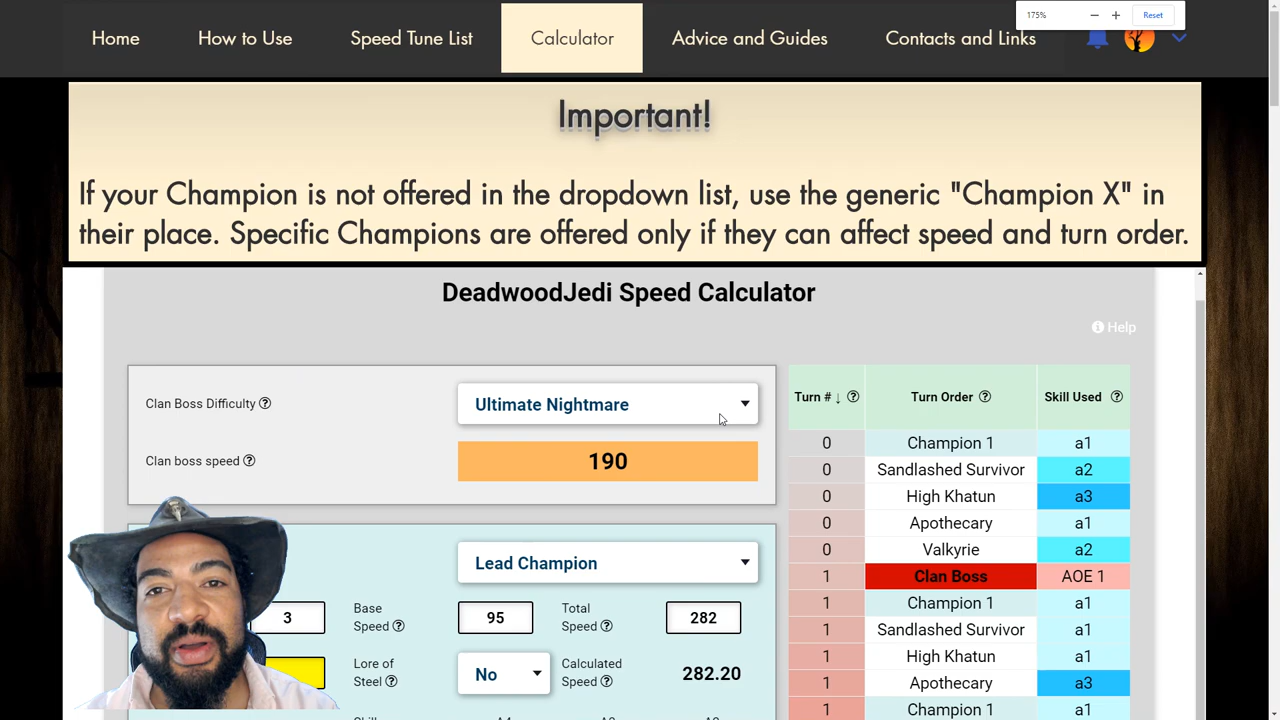 175%
Reset
Home
How to Use
Speed Tune List
Calculator
Advice and Guides
Contacts and Links
Important!
If your Champion is not offered in the dropdown list, use the generic "Champion X" in
their place. Specific Champions are offered only if they can affect speed and turn order.
DeadwoodJedi Speed Calculator
Help
Clan Boss Difficulty
Ultimate Nightmare
Clan boss speed
190
Lead Champion
3
Base
Speed
95
Total
Speed
282
Lore of
Steel
No
Calculated
Speed
282.20
Turn # ↓
Turn Order
Skill Used
0 Champion 1 a1
0 Sandlashed Survivor a2
0 High Khatun a3
0 Apothecary a1
0 Valkyrie a2
1 Clan Boss AOE 1
1 Champion 1 a1
1 Sandlashed Survivor a1
1 High Khatun a1
1 Apothecary a3
1 Champion 1 a1